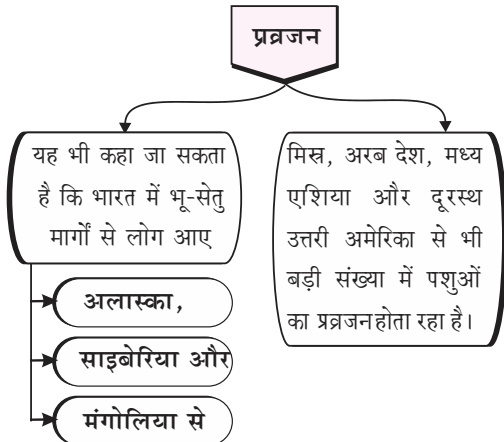 प्रव्रजन
यह भी कहा जा सकता
है कि भारत में भू-सेतु
मार्गों से लोग आए
अलास्का,
साइबेरिया और
मंगोलिया से
मिस्र, अरब देश, मध्य
एशिया और दूरस्थ
उत्तरी अमेरिका से भी
बड़ी संख्या में पशुओं
का प्रव्रजनहोता रहा है।